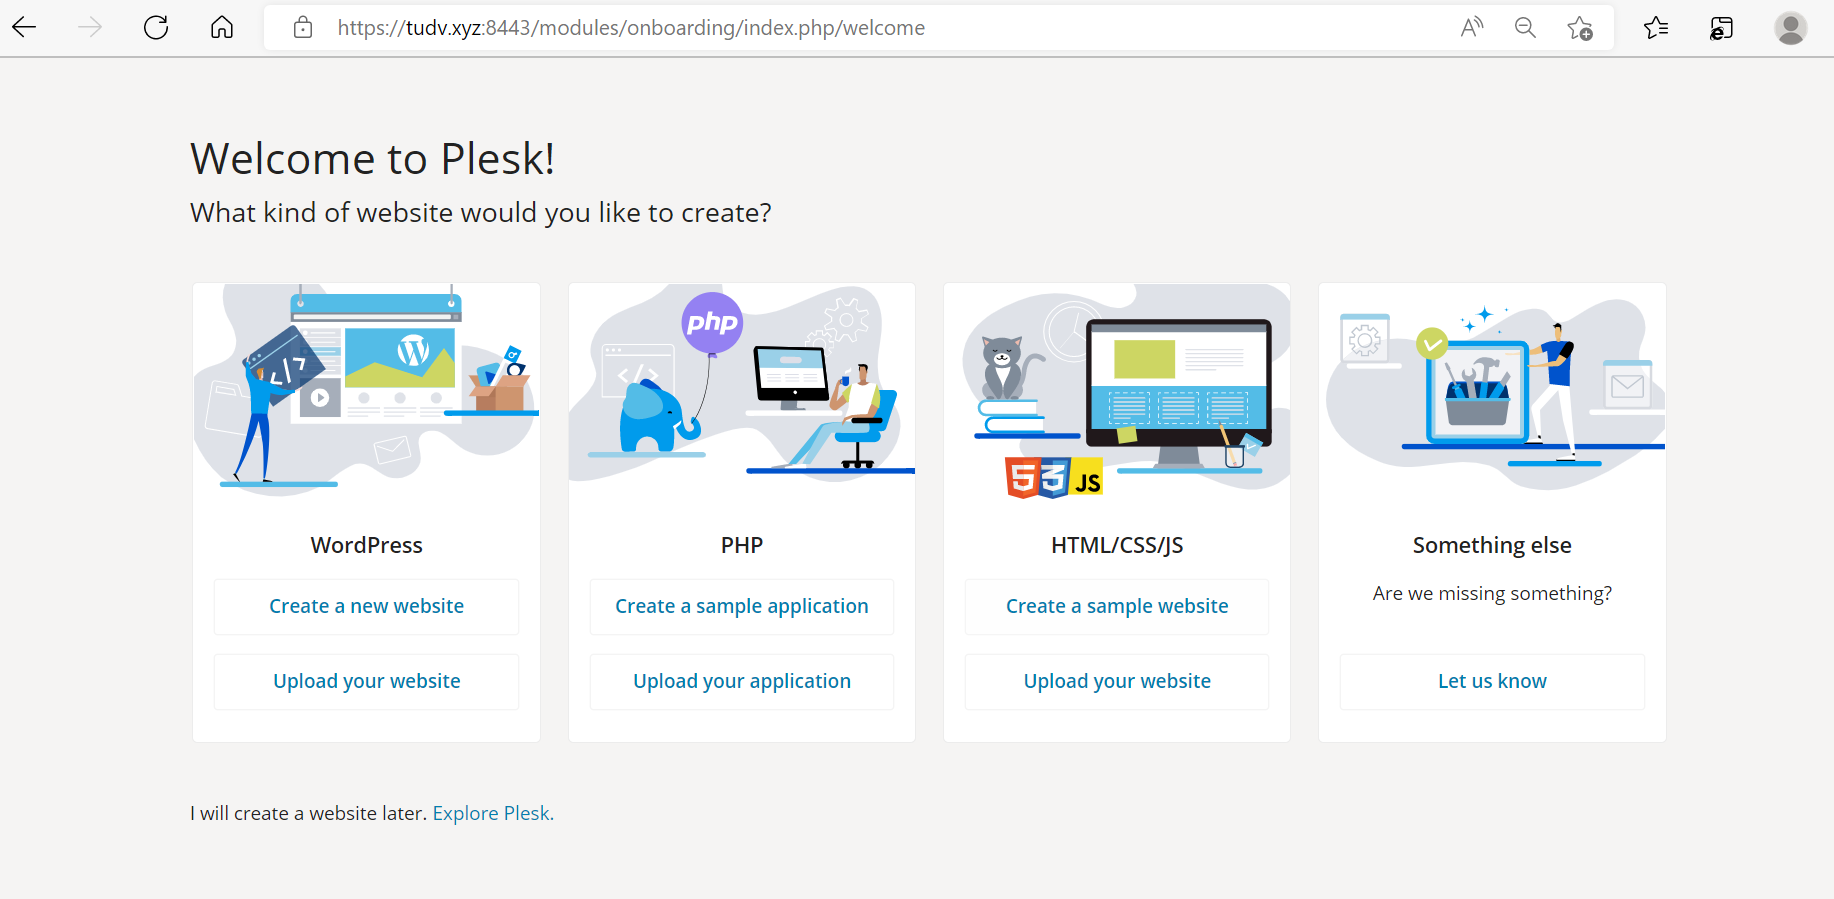 https://tudv.xyz:8443/modules/onboarding/index.php/welcome
Welcome to Plesk!
What kind of website would you like to create?
php
JS
WordPress
Create a new website
Upload your website
PHP
Create a sample application
Upload your application
HTML/CSS/JS
Create a sample website
Upload your website
Something else
Are we missing something?
Let us know
I will create a website later. Explore Plesk.